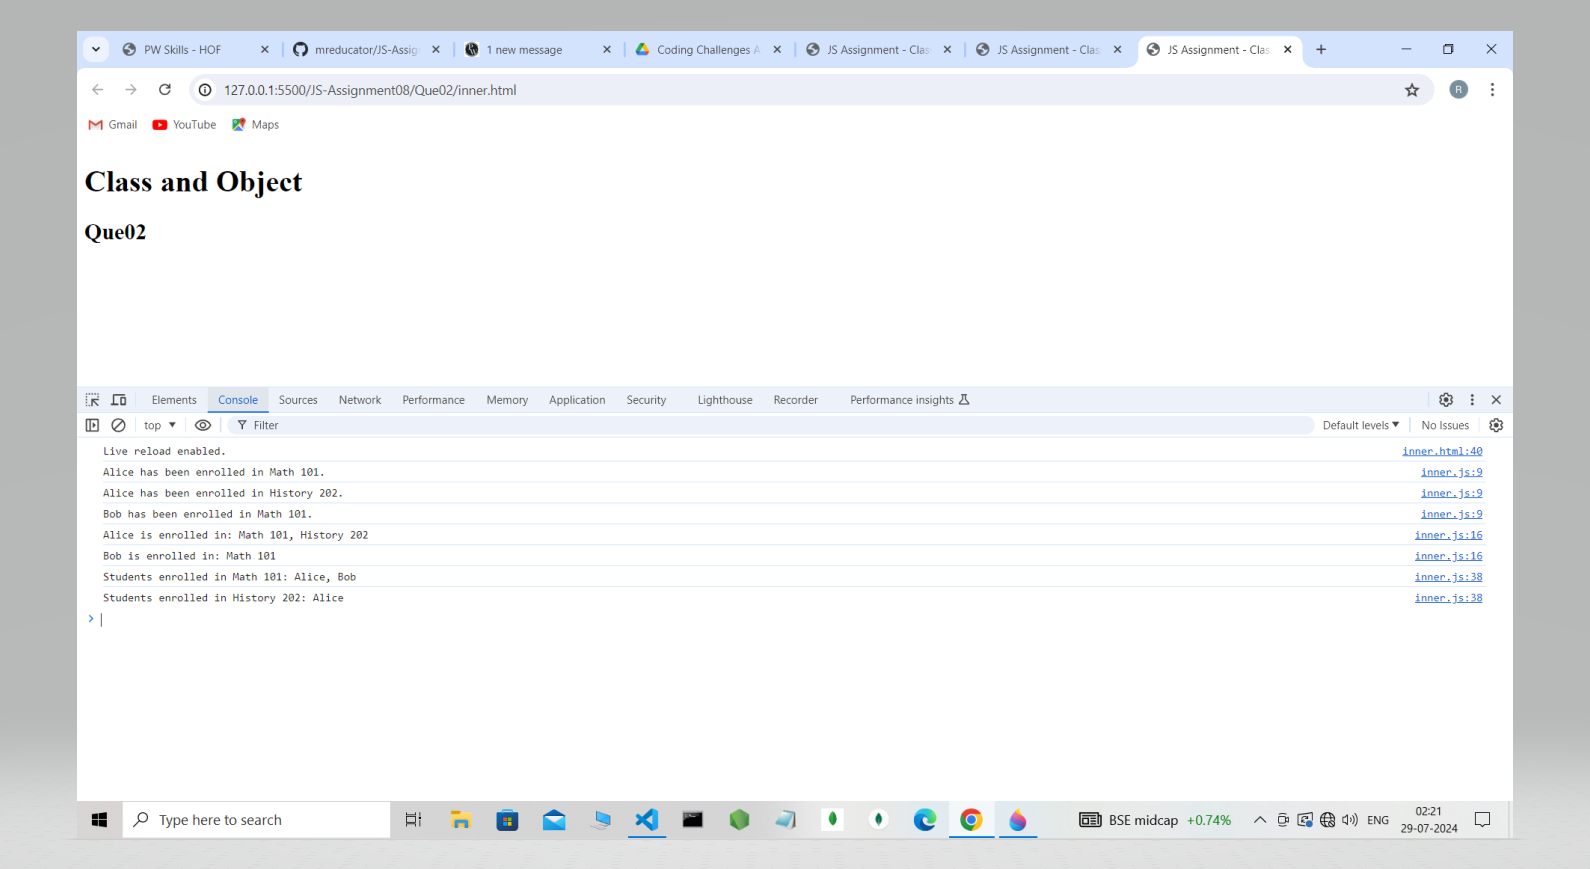 PW Skills - HOF
mreducator/JS-Assig
1 new message
Coding Challenges A
JS Assignment - Clas
JS Assignment - Clas
JS Assignment - Clas
127.0.0.1:5500/JS-Assignment08/Que02/inner.html
R
Gmail YouTube Maps
Class and Object
Que02
Elements Console Sources Network Performance Memory Application Security Lighthouse Recorder Performance insights
top Filter Default levels No Issues
Live reload enabled. inner.html:40
Alice has been enrolled in Math 101. inner.js:9
Alice has been enrolled in History 202. inner.js:9
Bob has been enrolled in Math 101. inner.js:9
Alice is enrolled in: Math 101, History 202 inner.js:16
Bob is enrolled in: Math 101 inner.js:16
Students enrolled in Math 101: Alice, Bob inner.js:38
Students enrolled in History 202: Alice inner.js:38
>
Type here to search
BSE midcap +0.74%
ENG
02:21
29-07-2024